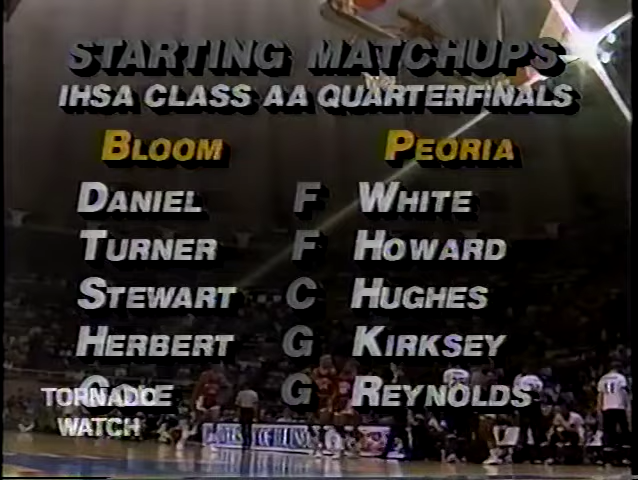 STARTING MATCHUPS
IHSA CLASS AA QUARTERFINALS
BLOOM PEORIA
DANIEL F WHITE
TURNER F HOWARD
STEWART C HUGHES
HERBERT G KIRKSEY
G REYNOLDS
TORNADO
WATCH
11